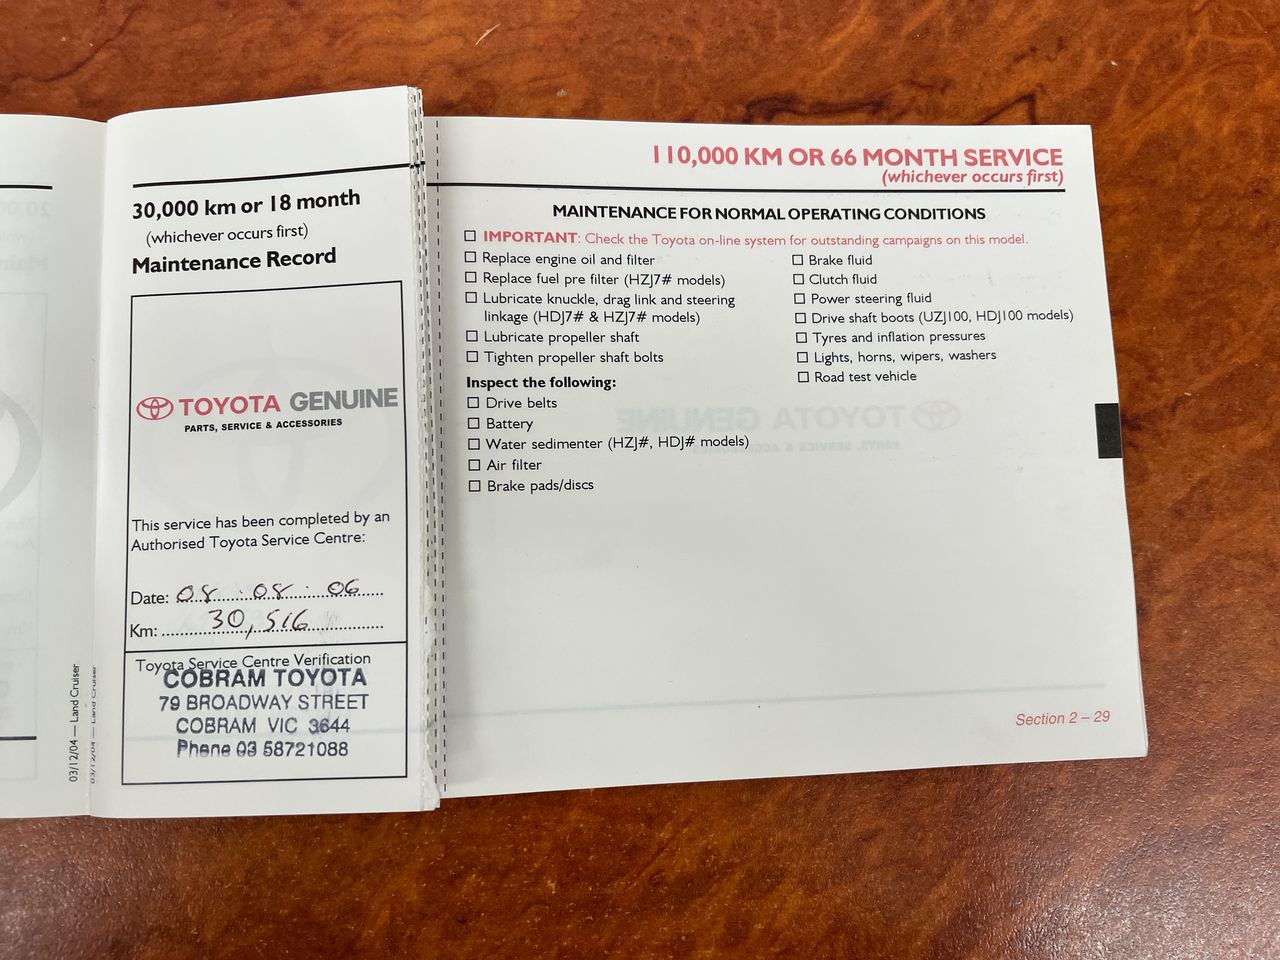 30,000 km or 18 month
(whichever occurs first)
Maintenance Record
TOYOTA GENUINE
PARTS, SERVICE & ACCESSORIES
This service has been completed by an
Authorised Toyota Service Centre:
Date: 08 . 08 . 06
Km: 30,516
Toyota Service Centre Verification
COBRAM TOYOTA
79 BROADWAY STREET
COBRAM VIC 3644
Phone 03 58721088
03/12/04 — Land Cruiser
03/12/04 — Land Cruiser
110,000 KM OR 66 MONTH SERVICE
(whichever occurs first)
MAINTENANCE FOR NORMAL OPERATING CONDITIONS
IMPORTANT: Check the Toyota on-line system for outstanding campaigns on this model.
Replace engine oil and filter
Replace fuel pre filter (HZJ7# models)
Lubricate knuckle, drag link and steering
linkage (HDJ7# & HZJ7# models)
Lubricate propeller shaft
Tighten propeller shaft bolts
Inspect the following:
Drive belts
Battery
Water sedimenter (HZJ#, HDJ# models)
Air filter
Brake pads/discs
Brake fluid
Clutch fluid
Power steering fluid
Drive shaft boots (UZJ100, HDJ100 models)
Tyres and inflation pressures
Lights, horns, wipers, washers
Road test vehicle
Section 2 – 29